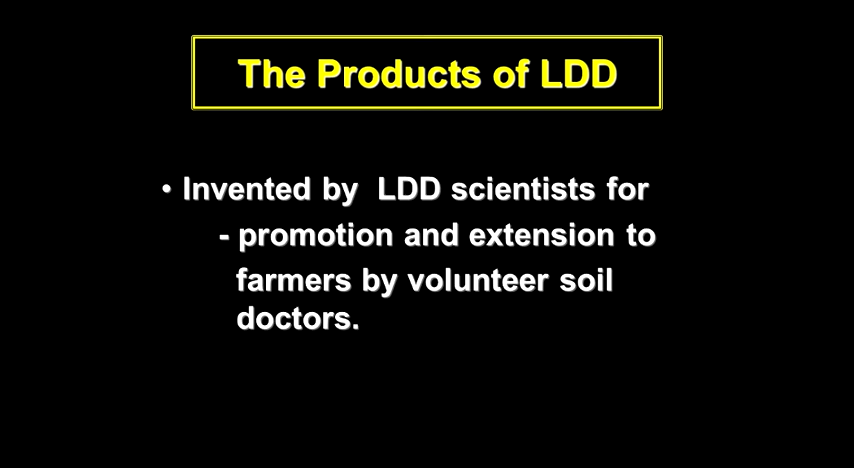 The Products of LDD
• Invented by  LDD scientists for
- promotion and extension to
farmers by volunteer soil
doctors.